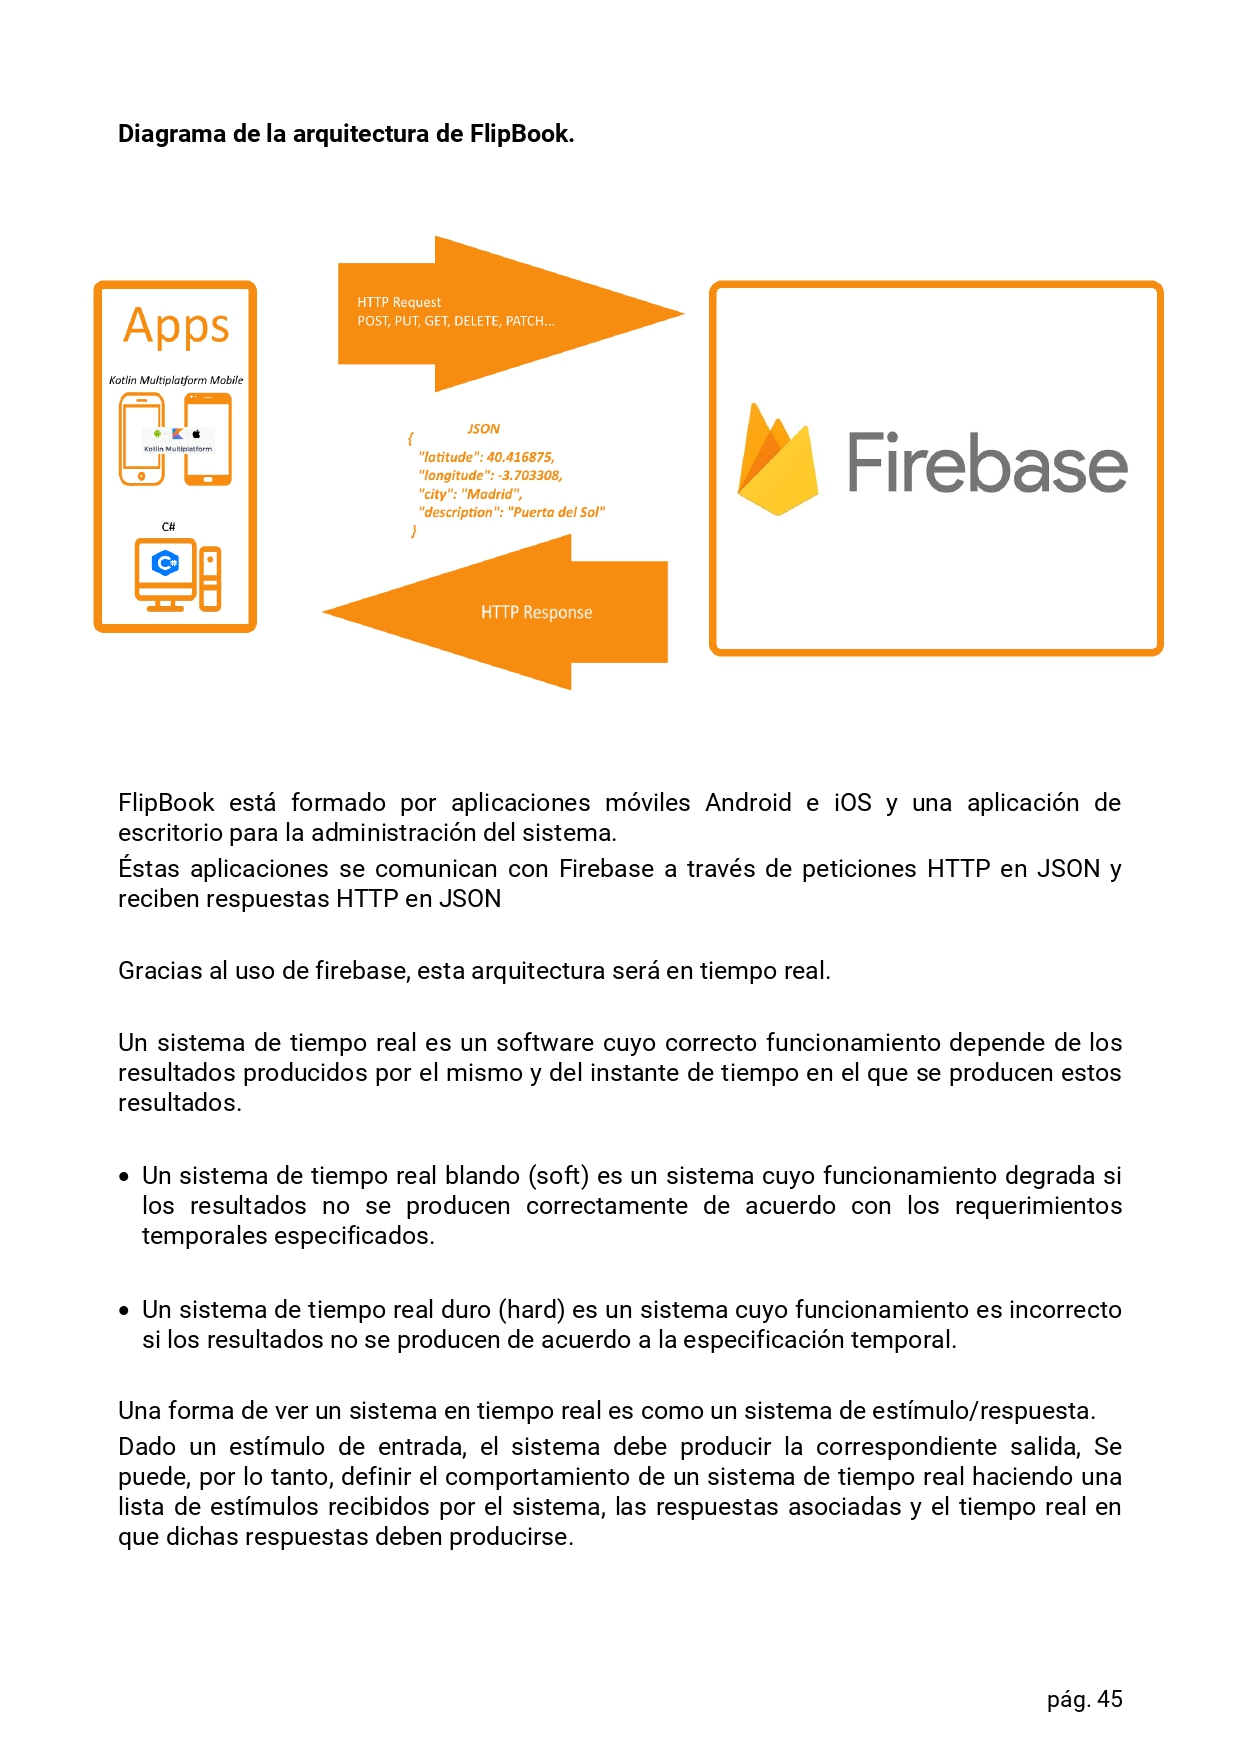 Diagrama de la arquitectura de FlipBook.
Apps
Kotlin Multiplatform Mobile
Kotlin Multiplatform
C#
C#
HTTP Request
POST, PUT, GET, DELETE, PATCH...
JSON
{
"latitude": 40.416875,
"longitude": -3.703308,
"city": "Madrid",
"description": "Puerta del Sol"
}
HTTP Response
Firebase
FlipBook está formado por aplicaciones móviles Android e iOS y una aplicación de
escritorio para la administración del sistema.
Éstas aplicaciones se comunican con Firebase a través de peticiones HTTP en JSON y
reciben respuestas HTTP en JSON
Gracias al uso de firebase, esta arquitectura será en tiempo real.
Un sistema de tiempo real es un software cuyo correcto funcionamiento depende de los
resultados producidos por el mismo y del instante de tiempo en el que se producen estos
resultados.
• Un sistema de tiempo real blando (soft) es un sistema cuyo funcionamiento degrada si
los resultados no se producen correctamente de acuerdo con los requerimientos
temporales especificados.
• Un sistema de tiempo real duro (hard) es un sistema cuyo funcionamiento es incorrecto
si los resultados no se producen de acuerdo a la especificación temporal.
Una forma de ver un sistema en tiempo real es como un sistema de estímulo/respuesta.
Dado un estímulo de entrada, el sistema debe producir la correspondiente salida, Se
puede, por lo tanto, definir el comportamiento de un sistema de tiempo real haciendo una
lista de estímulos recibidos por el sistema, las respuestas asociadas y el tiempo real en
que dichas respuestas deben producirse.
pág. 45